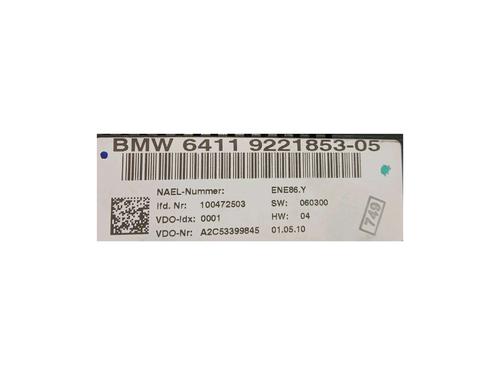 BMW 6411 9221853-05
NAEL-Nummer: ENE86.Y
lfd. Nr: 100472503 SW: 060300
VDO-Idx: 0001 HW: 04
VDO-Nr: A2C53399845 01.05.10
749